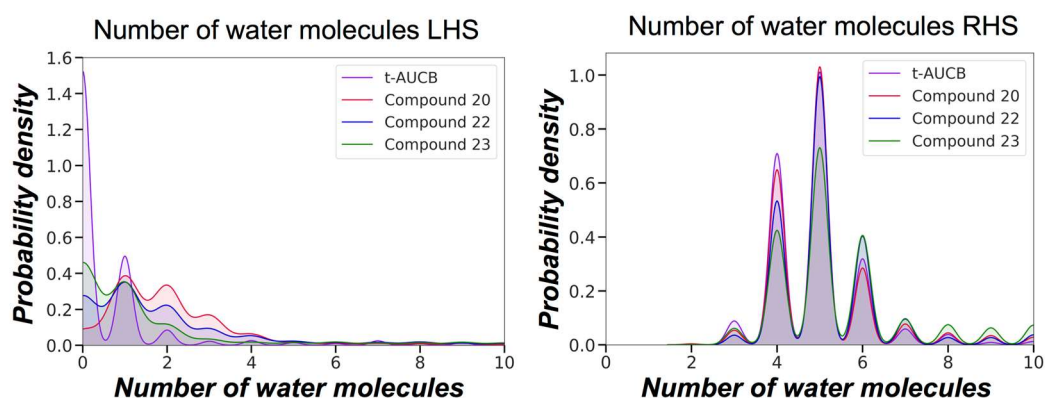 Number of water molecules LHS
Probability density
1.6
1.4
1.2
1.0
0.8
0.6
0.4
0.2
0.0
t-AUCB
Compound 20
Compound 22
Compound 23
0 2 4 6 8 10
Number of water molecules
Number of water molecules RHS
Probability density
1.0
0.8
0.6
0.4
0.2
0.0
t-AUCB
Compound 20
Compound 22
Compound 23
0 2 4 6 8 10
Number of water molecules